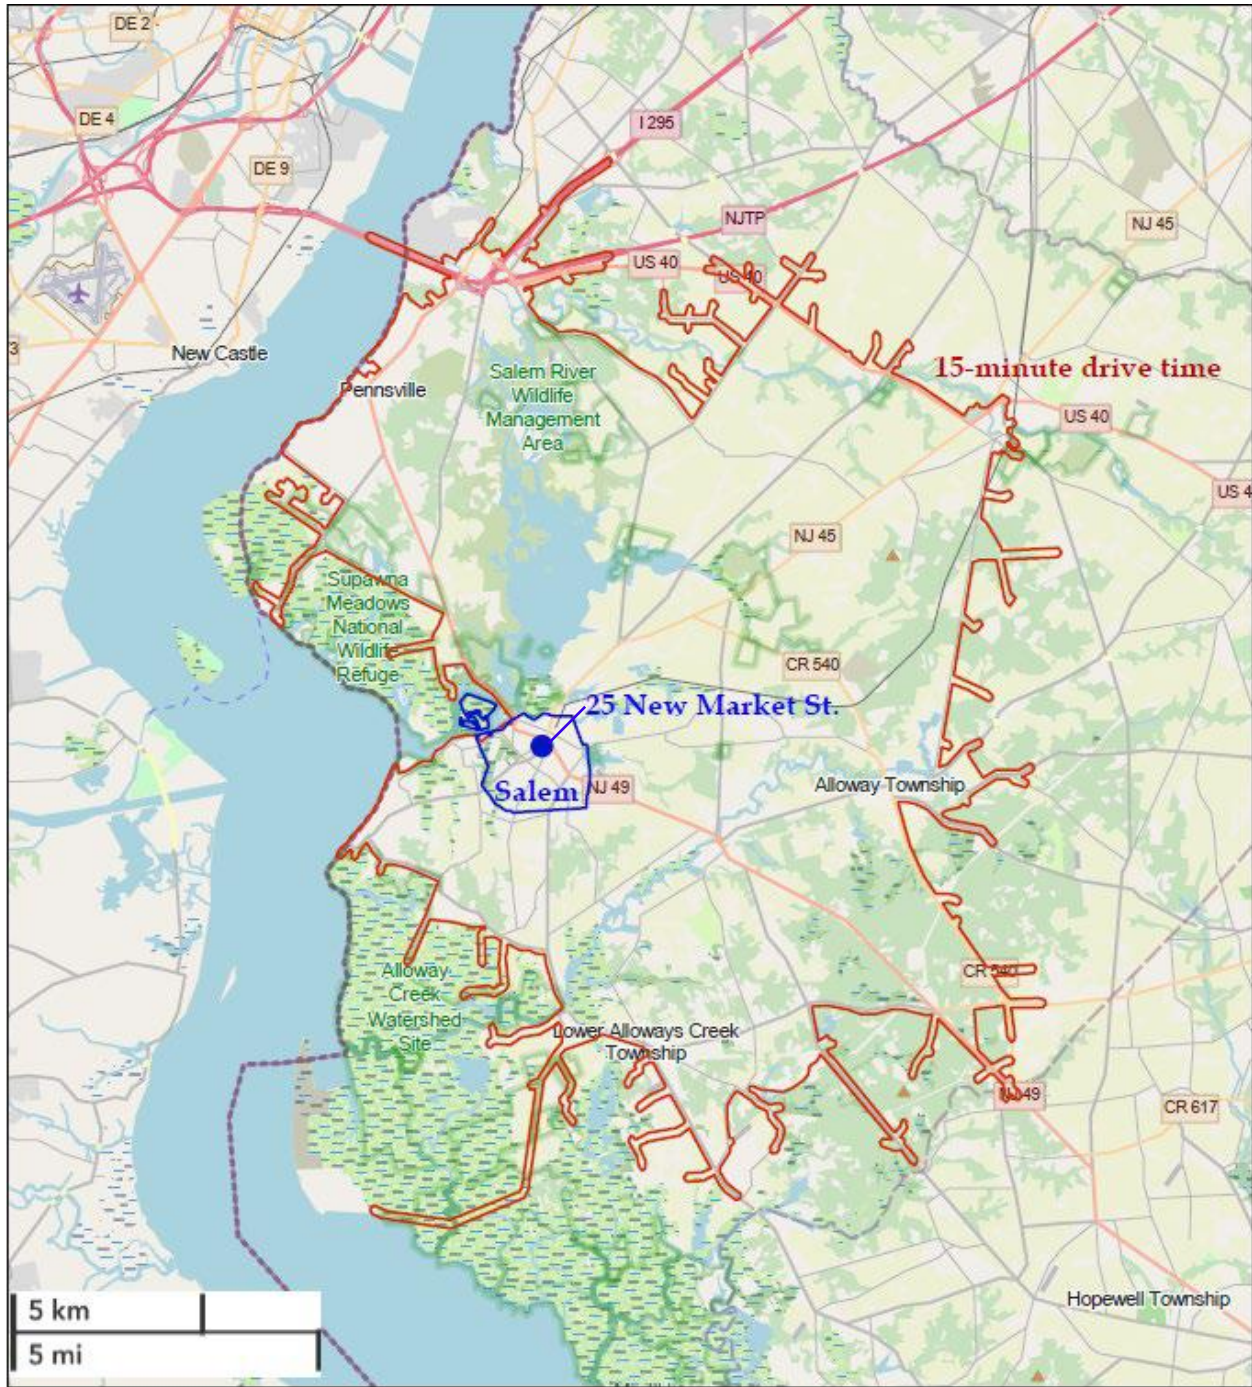 DE 2
I 295
DE 4
DE 9
NJTP
NJ 45
US 40
US 40
3
New Castle
15-minute drive time
Pennsville
Salem River
Wildlife
Management
Area
US 40
US 4
NJ 45
Supawna
Meadows
National
Wildlife
Refuge
CR 540
25 New Market St.
Alloway Township
Salem
NJ 49
Alloway
Creek
Watershed
Site
CR 540
Lower Alloways Creek
Township
NJ 49
CR 617
Hopewell Township
5 km
5 mi